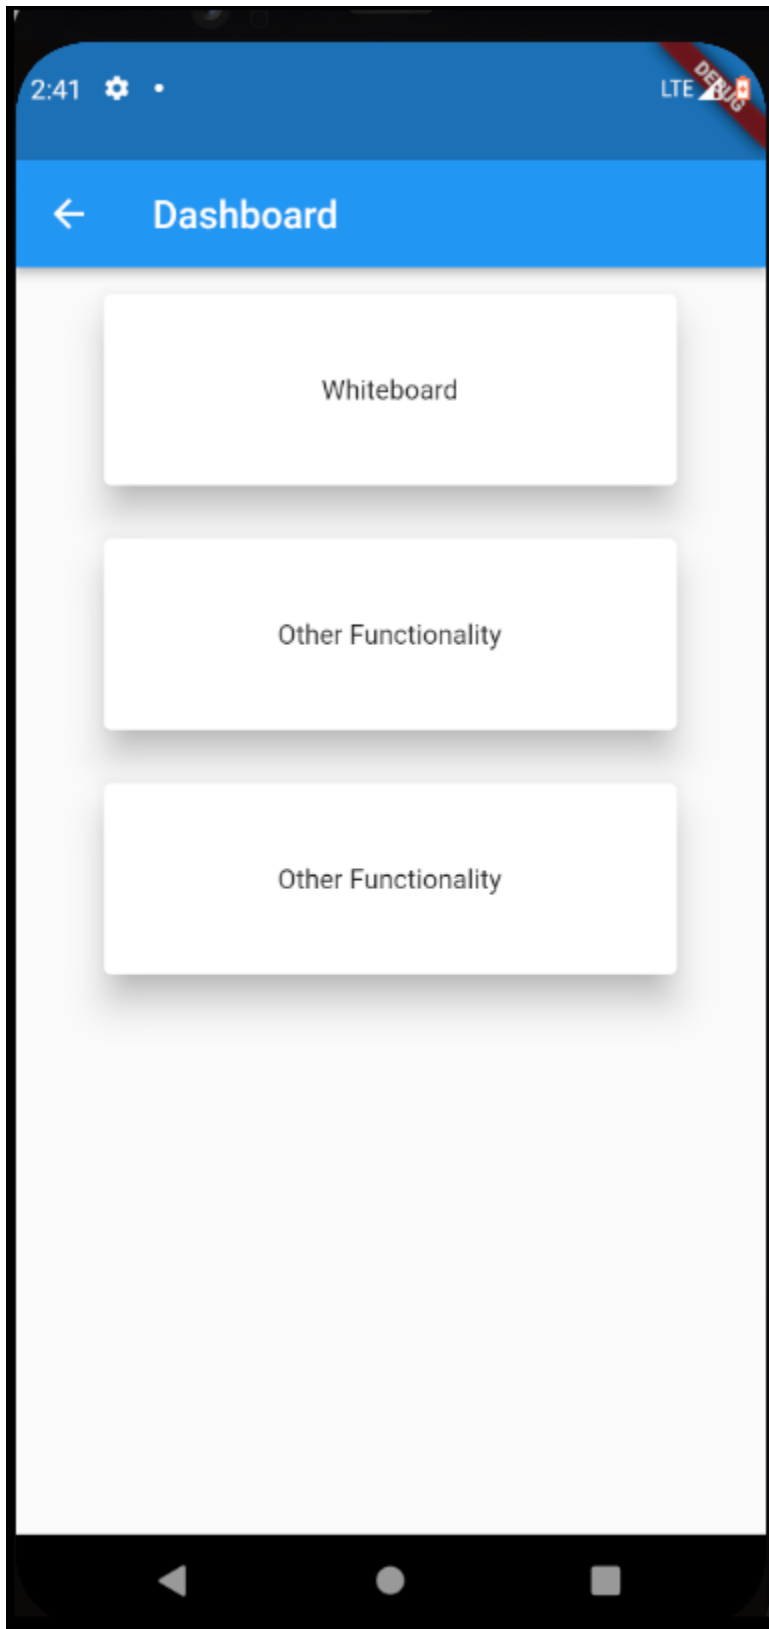 2:41
LTE
DEBUG
Dashboard
Whiteboard
Other Functionality
Other Functionality